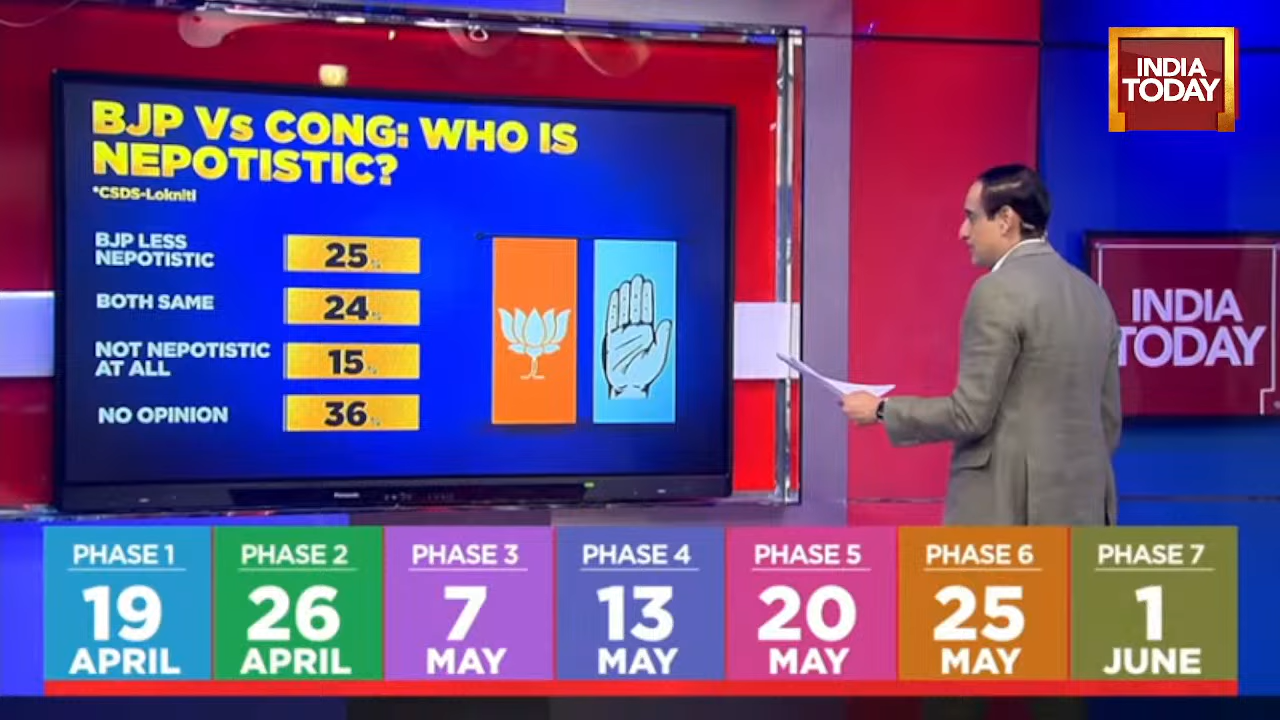 INDIA
TODAY
BJP Vs CONG: WHO IS
NEPOTISTIC?
*CSDS-Lokniti
BJP LESS
NEPOTISTIC
25%
BOTH SAME
24%
NOT NEPOTISTIC
AT ALL
15%
NO OPINION
36%
INDIA
TODAY
Panasonic
PHASE 1
19
APRIL
PHASE 2
26
APRIL
PHASE 3
7
MAY
PHASE 4
13
MAY
PHASE 5
20
MAY
PHASE 6
25
MAY
PHASE 7
1
JUNE